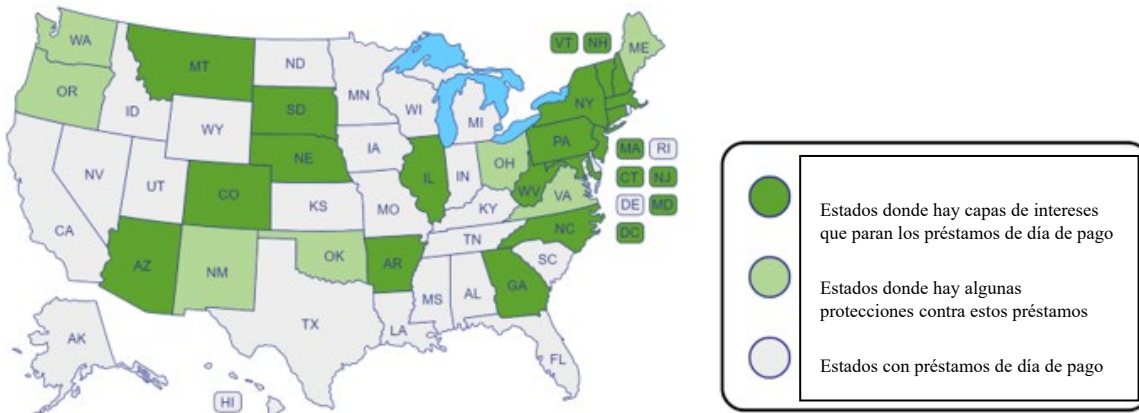 WA
MT
ND
MN
VT NH
ME
OR
ID
SD
WI
MI
NY
WY
IA
NE
PA
MA RI
NV
UT
CO
IL
IN
OH
WV
VA
CT NJ
CA
KS
MO
KY
DE MD
NC
DC
TN
AZ
NM
OK
AR
SC
MS
AL
GA
TX
LA
AK
FL
HI
Estados donde hay capas de intereses
que paran los préstamos de día de pago
Estados donde hay algunas
protecciones contra estos préstamos
Estados con préstamos de día de pago